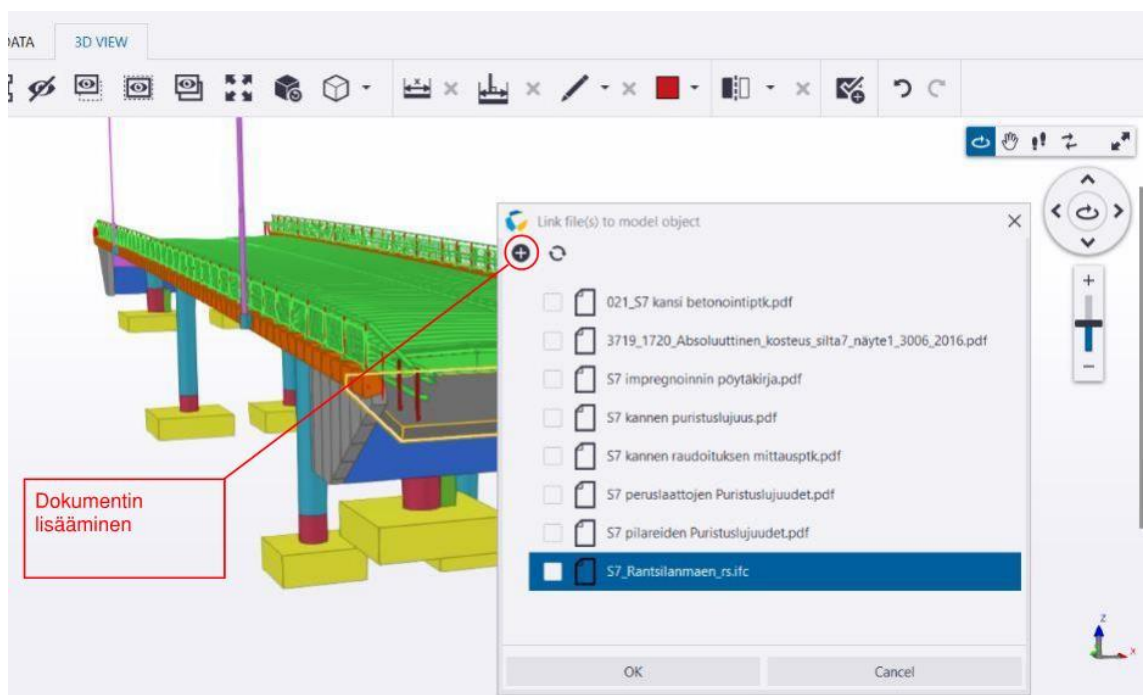 DATA
3D VIEW
Link file(s) to model object
021_S7 kansi betonointiptk.pdf
3719_1720_Absoluuttinen_kosteus_silta7_näyte1_3006_2016.pdf
S7 impregnoinnin pöytäkirja.pdf
S7 kannen puristuslujuus.pdf
S7 kannen raudoituksen mittausptk.pdf
S7 peruslaattojen Puristuslujuudet.pdf
S7 pilareiden Puristuslujuudet.pdf
S7_Rantsilanmaen_rs.ifc
OK
Cancel
Dokumentin
lisääminen
z
x